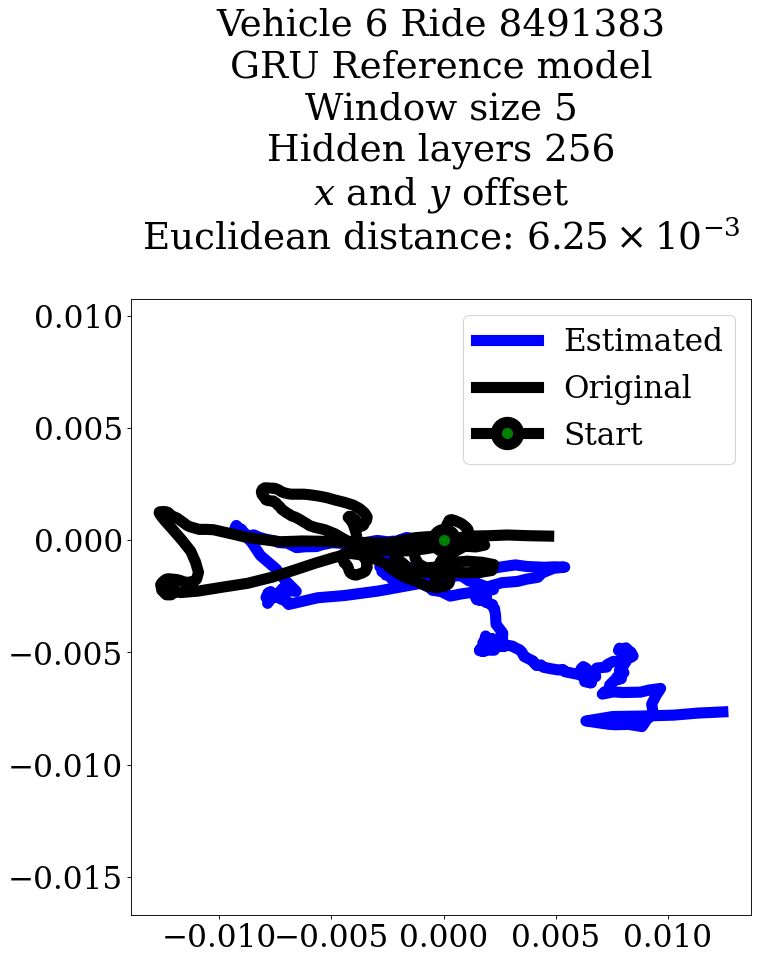 Vehicle 6 Ride 8491383
GRU Reference model
Window size 5
Hidden layers 256
x and y offset
Euclidean distance: 6.25 × 10⁻³
Estimated
Original
Start
0.010
0.005
0.000
−0.005
−0.010
−0.015
−0.010 −0.005 0.000 0.005 0.010